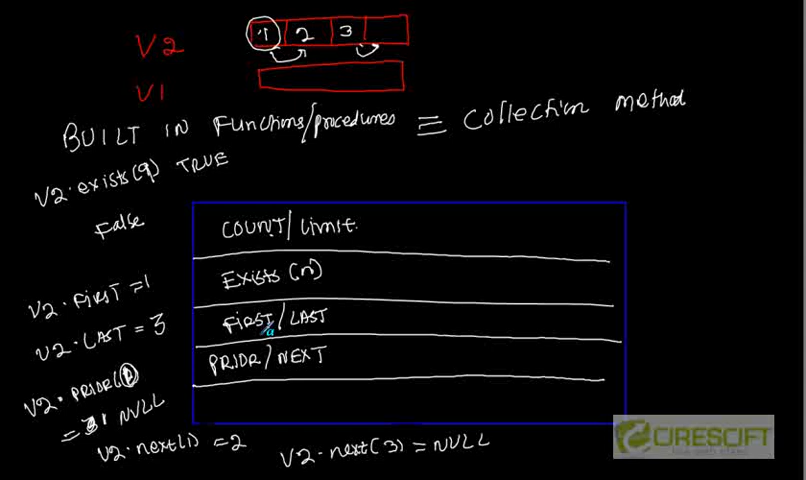 V2 1 2 3
V1
BUILT IN Functions/procedures ≡ Collection method
V2.exists(9) TRUE
False
COUNT/Limit.
Exists (n)
FIRST/LAST
PRIOR/NEXT
V2.FIRST = 1
V2.LAST = 3
V2.PRIOR(1)
= NULL
V2.next(1) = 2
V2.next(3) = NULL